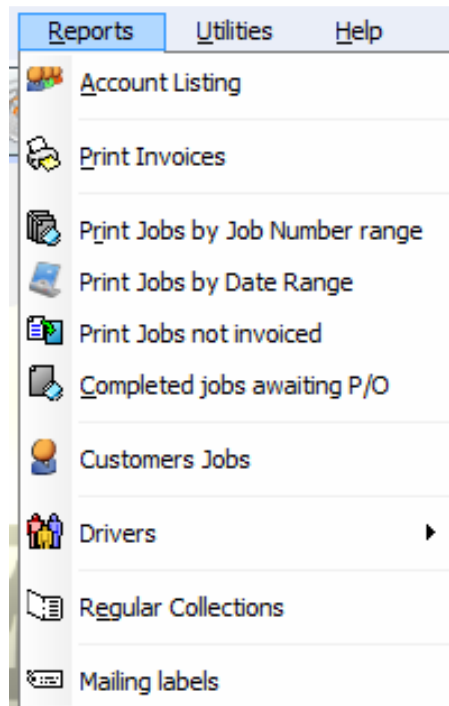 Reports Utilities Help
Account Listing
Print Invoices
Print Jobs by Job Number range
Print Jobs by Date Range
Print Jobs not invoiced
Completed jobs awaiting P/O
Customers Jobs
Drivers
Regular Collections
Mailing labels